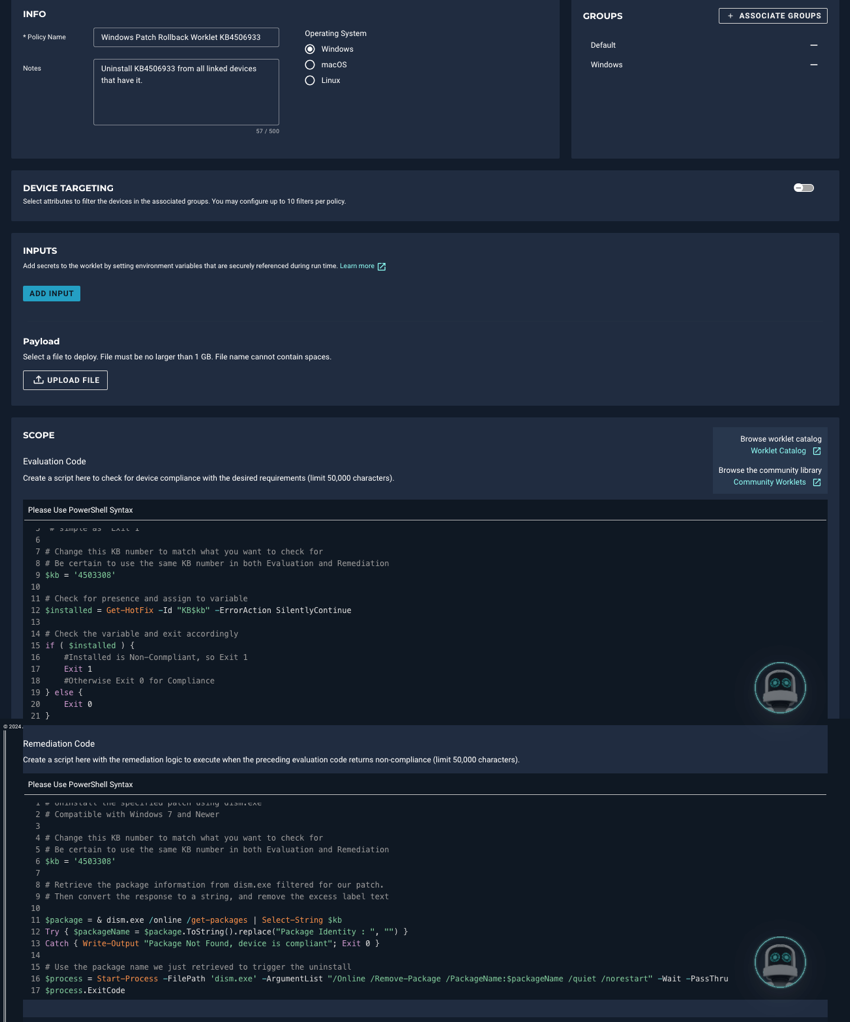 INFO
* Policy Name
Windows Patch Rollback Worklet KB4506933
Notes
Uninstall KB4506933 from all linked devices
that have it.
57 / 500
Operating System
Windows
macOS
Linux
GROUPS
+ ASSOCIATE GROUPS
Default
Windows
DEVICE TARGETING
Select attributes to filter the devices in the associated groups. You may configure up to 10 filters per policy.
INPUTS
Add secrets to the worklet by setting environment variables that are securely referenced during run time. Learn more
ADD INPUT
Payload
Select a file to deploy. File must be no larger than 1 GB. File name cannot contain spaces.
UPLOAD FILE
SCOPE
Browse worklet catalog
Worklet Catalog
Browse the community library
Community Worklets
Evaluation Code
Create a script here to check for device compliance with the desired requirements (limit 50,000 characters).
Please Use PowerShell Syntax
5 # simple as 'Exit 1'
6
7 # Change this KB number to match what you want to check for
8 # Be certain to use the same KB number in both Evaluation and Remediation
9 $kb = '4503308'
10
11 # Check for presence and assign to variable
12 $installed = Get-HotFix -Id "KB$kb" -ErrorAction SilentlyContinue
13
14 # Check the variable and exit accordingly
15 if ( $installed ) {
16 #Installed is Non-Conmpliant, so Exit 1
17 Exit 1
18 #Otherwise Exit 0 for Compliance
19 } else {
20 Exit 0
21 }
© 2024
Remediation Code
Create a script here with the remediation logic to execute when the preceding evaluation code returns non-compliance (limit 50,000 characters).
Please Use PowerShell Syntax
1 # Uninstall the specified patch using dism.exe
2 # Compatible with Windows 7 and Newer
3
4 # Change this KB number to match what you want to check for
5 # Be certain to use the same KB number in both Evaluation and Remediation
6 $kb = '4503308'
7
8 # Retrieve the package information from dism.exe filtered for our patch.
9 # Then convert the response to a string, and remove the excess label text
10
11 $package = & dism.exe /online /get-packages | Select-String $kb
12 Try { $packageName = $package.ToString().replace("Package Identity : ", "") }
13 Catch { Write-Output "Package Not Found, device is compliant"; Exit 0 }
14
15 # Use the package name we just retrieved to trigger the uninstall
16 $process = Start-Process -FilePath 'dism.exe' -ArgumentList "/Online /Remove-Package /PackageName:$packageName /quiet /norestart" -Wait -PassThru
17 $process.ExitCode